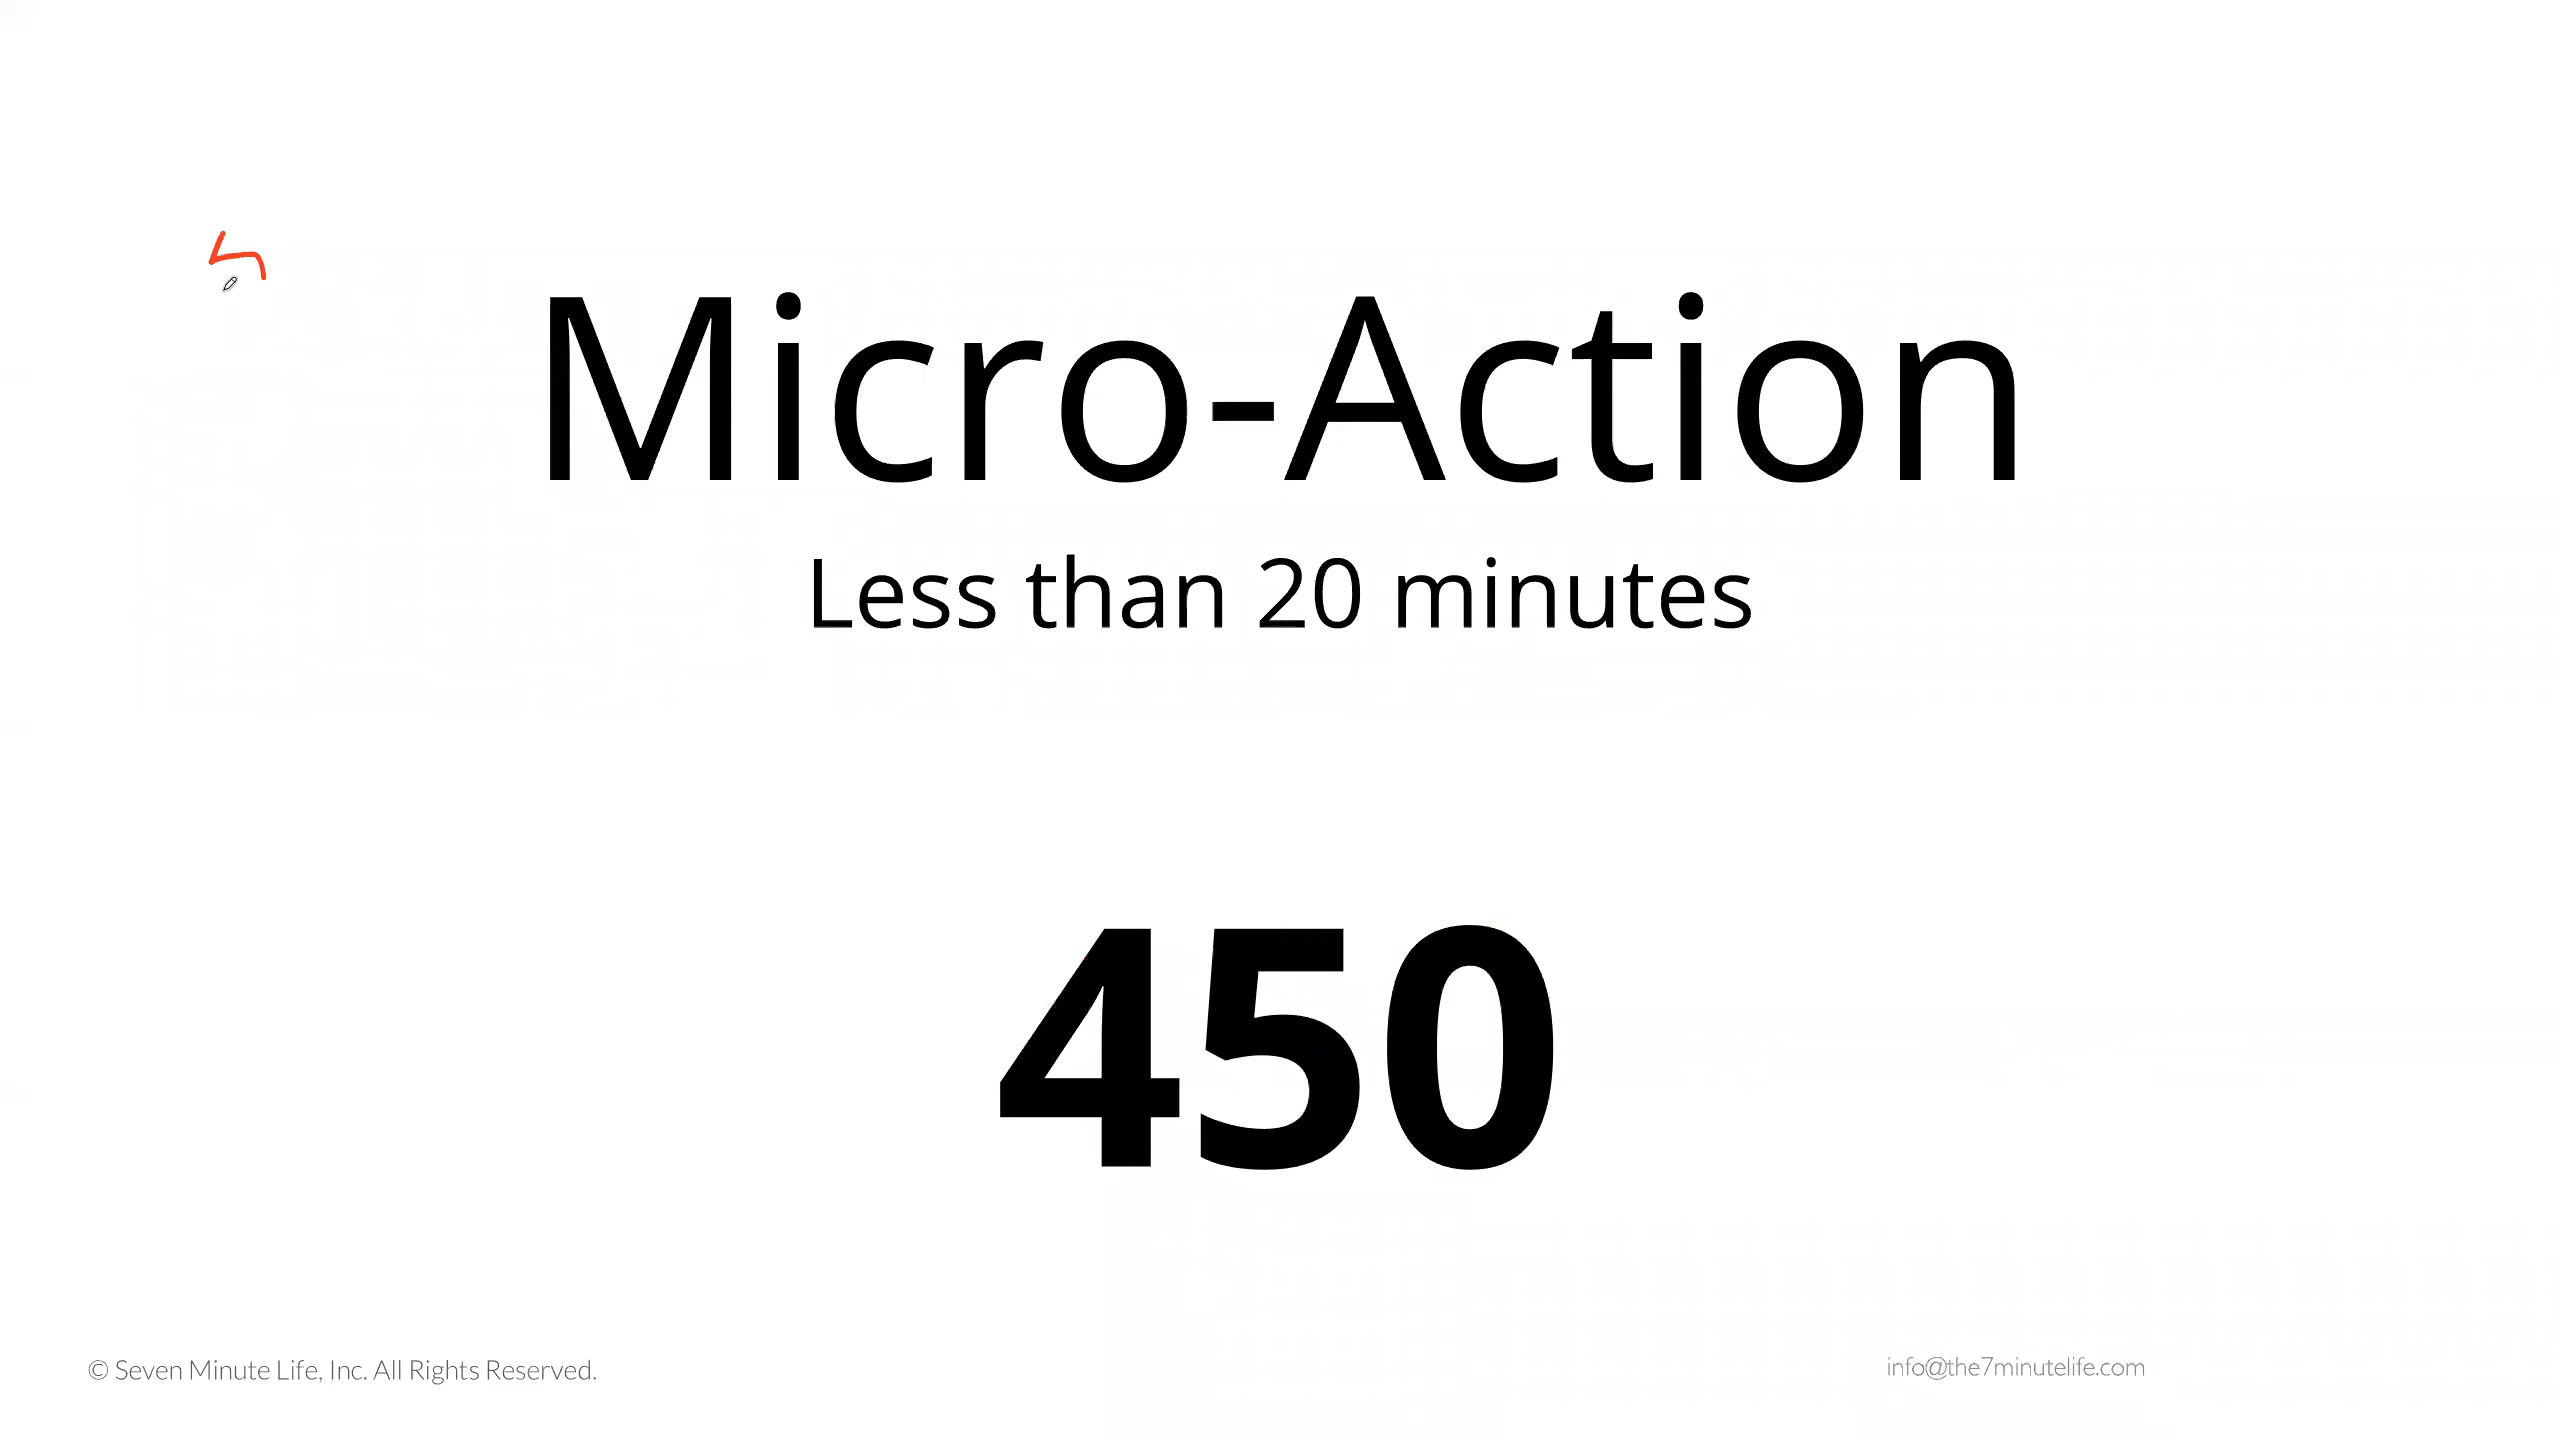 Micro-Action
Less than 20 minutes
450
© Seven Minute Life, Inc. All Rights Reserved.
info@the7minutelife.com